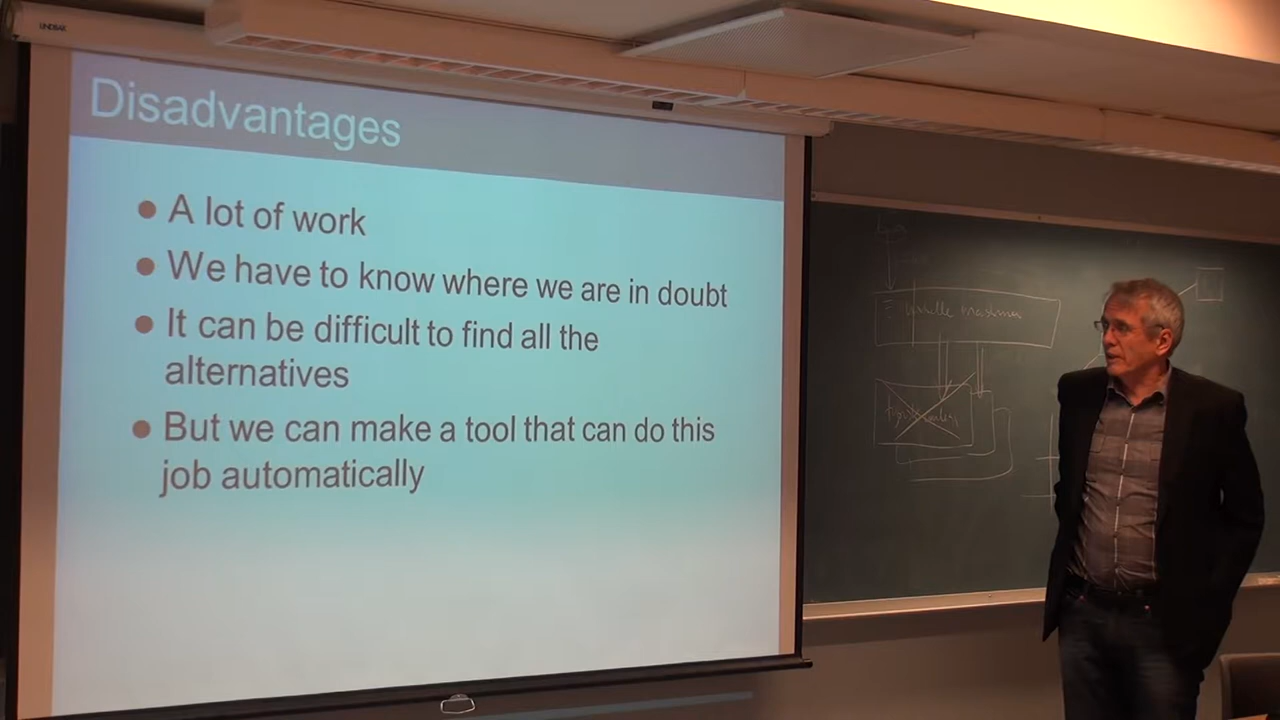 Disadvantages
A lot of work
We have to know where we are in doubt
It can be difficult to find all the
alternatives
But we can make a tool that can do this
job automatically